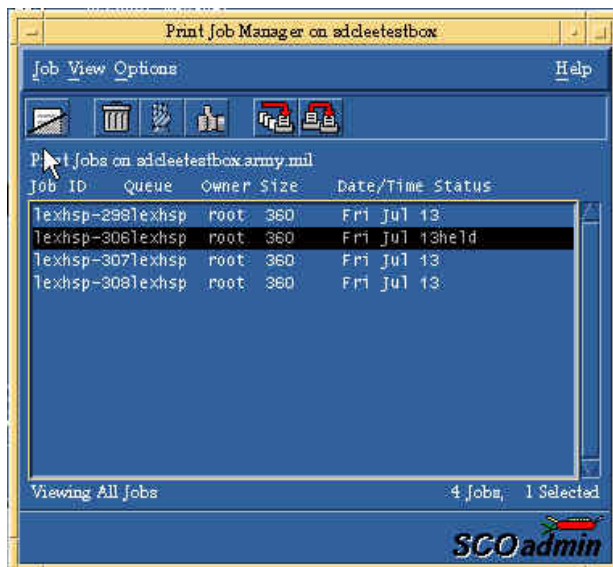 Print Job Manager on sddleetestbox
Job View Options Help
Print Jobs on sddleetestbox.army.mil
Job ID Queue Owner Size Date/Time Status
lexhsp-298lexhsp root 360 Fri Jul 13
lexhsp-306lexhsp root 360 Fri Jul 13held
lexhsp-307lexhsp root 360 Fri Jul 13
lexhsp-308lexhsp root 360 Fri Jul 13
Viewing All Jobs 4 Jobs, 1 Selected
SCOadmin